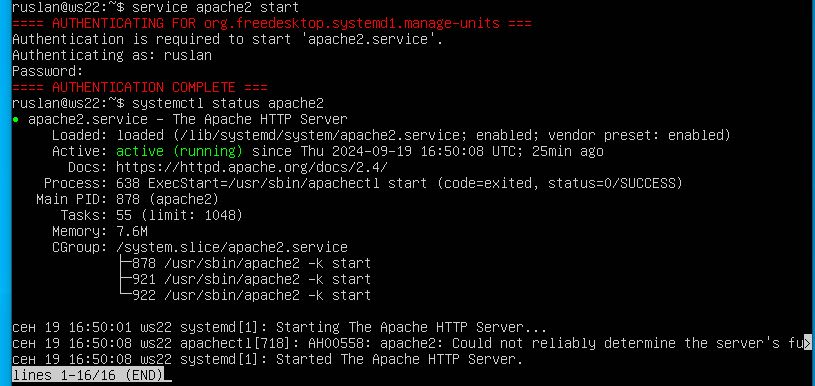 ruslan@ws22:~$ service apache2 start
==== AUTHENTICATING FOR org.freedesktop.systemd1.manage-units ===
Authentication is required to start 'apache2.service'.
Authenticating as: ruslan
Password:
==== AUTHENTICATION COMPLETE ===
ruslan@ws22:~$ systemctl status apache2
● apache2.service - The Apache HTTP Server
Loaded: loaded (/lib/systemd/system/apache2.service; enabled; vendor preset: enabled)
Active: active (running) since Thu 2024-09-19 16:50:08 UTC; 25min ago
Docs: https://httpd.apache.org/docs/2.4/
Process: 638 ExecStart=/usr/sbin/apachectl start (code=exited, status=0/SUCCESS)
Main PID: 878 (apache2)
Tasks: 55 (limit: 1048)
Memory: 7.6M
CGroup: /system.slice/apache2.service
├─878 /usr/sbin/apache2 -k start
├─921 /usr/sbin/apache2 -k start
└─922 /usr/sbin/apache2 -k start
сен 19 16:50:01 ws22 systemd[1]: Starting The Apache HTTP Server...
сен 19 16:50:08 ws22 apachectl[718]: AH00558: apache2: Could not reliably determine the server's fu>
сен 19 16:50:08 ws22 systemd[1]: Started The Apache HTTP Server.
lines 1-16/16 (END)